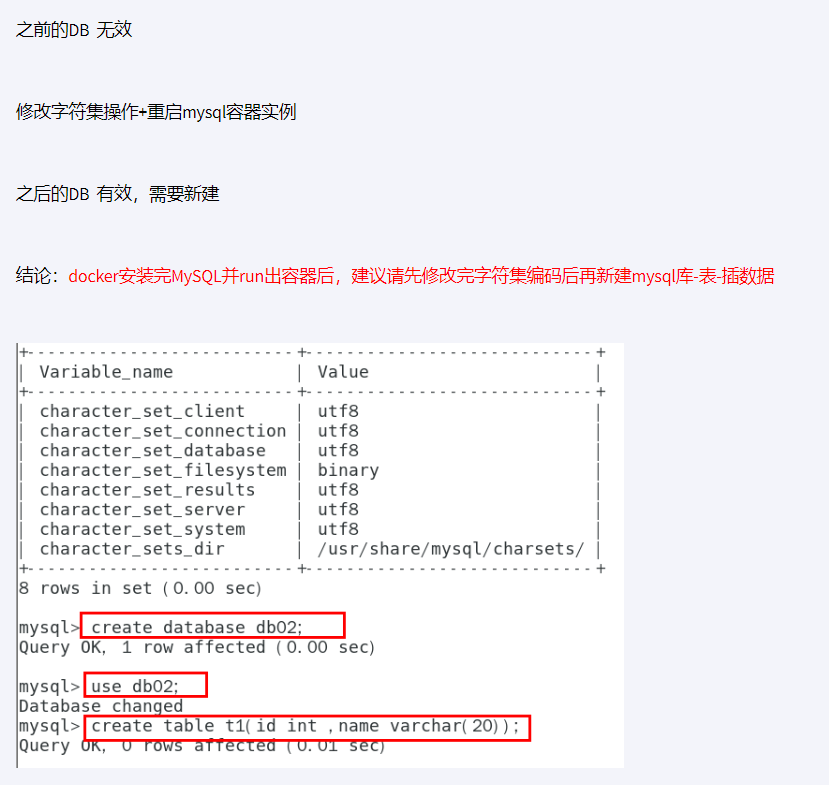 之前的DB 无效
修改字符集操作+重启mysql容器实例
之后的DB 有效，需要新建
结论：docker安装完MySQL并run出容器后，建议请先修改完字符集编码后再新建mysql库-表-插数据
+--------------------------+----------------------------+
| Variable_name | Value |
+--------------------------+----------------------------+
| character_set_client | utf8 |
| character_set_connection | utf8 |
| character_set_database | utf8 |
| character_set_filesystem | binary |
| character_set_results | utf8 |
| character_set_server | utf8 |
| character_set_system | utf8 |
| character_sets_dir | /usr/share/mysql/charsets/ |
+--------------------------+----------------------------+
8 rows in set (0.00 sec)
mysql> create database db02;
Query OK, 1 row affected (0.00 sec)
mysql> use db02;
Database changed
mysql> create table t1(id int ,name varchar(20));
Query OK, 0 rows affected (0.01 sec)